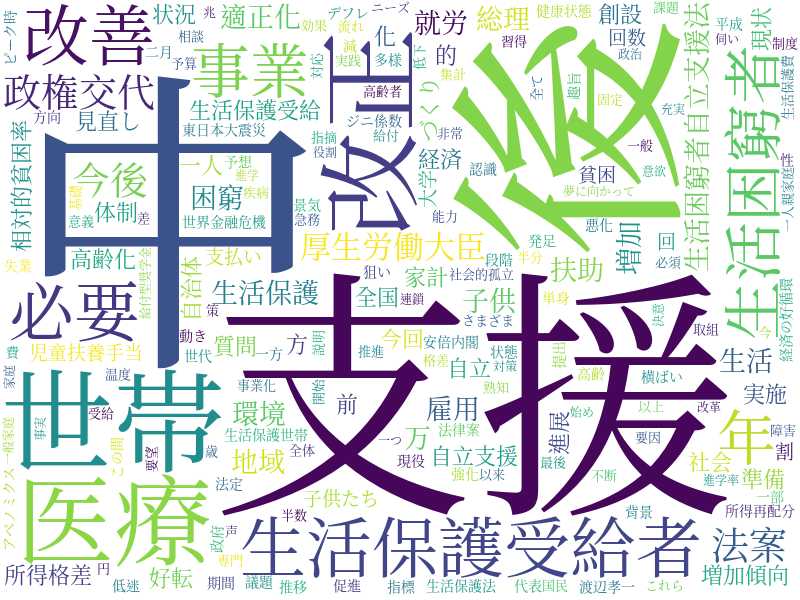 支援
中
後
世帯
医療
生活保護受給者
改正
生活困窮者
改善
必要
事業
年
政権交代
今後
法案
厚生労働大臣
生活困窮者自立支援法
困窮
増加
子供
扶助
雇用
環境
地域
自治体
生活保護
生活保護受給
相対的貧困率
所得格差
好転
増加傾向
準備
社会
実施
進展
自立支援
自立
家計
今回
質問
全国
高齢化
支払い
体制
一人
見直し
状況
適正化
就労
的
化
総理
創設
回数
現状
づくり
経済
大学
貧困
児童扶養手当
生活
万
方
前
割
回
ピーク時
兆
二月
予算
相談
効果
流れ
減
実践
デフレ
ニーズ
対応
多様
低下
高齢者
集計
習得
健康状態
政治
課題
平成
伺い
制度
生活保護費
全て
趣旨
固定
充実
一般
意欲
夢に向かって
認識
非常
能力
悪化
必須
一人親家庭
性
経済の好循環
方向
東日本大震災
指摘
役割
ジニ係数
給付
予想
進学
疾病
基礎
意義
差
世界金融危機
景気
急務
失業
給付型奨学金
策
狙い
連鎖
段階
社会的孤立
発足
半分
単身
さまざま
決意
取組
今
動き
世代
一方
説明
推進
安倍内閣
格差
状態
対策
提出
熟知
高齢
横ばい
以上
改革
始め
障害
家庭
温度
事業化
開始
生活保護世帯
全体
一つ
現役
法律案
強化
以来
最後
要因
不断
進学率
一部
背景
所得再配分
アベノミクス
一般家庭
事実
受給
この間
要望
歳
法定
政府
声
半数
子供たち
専門
円
低迷
期間
議題
推移
促進
指標
生活保護法
代表国民
渡辺孝一
これら